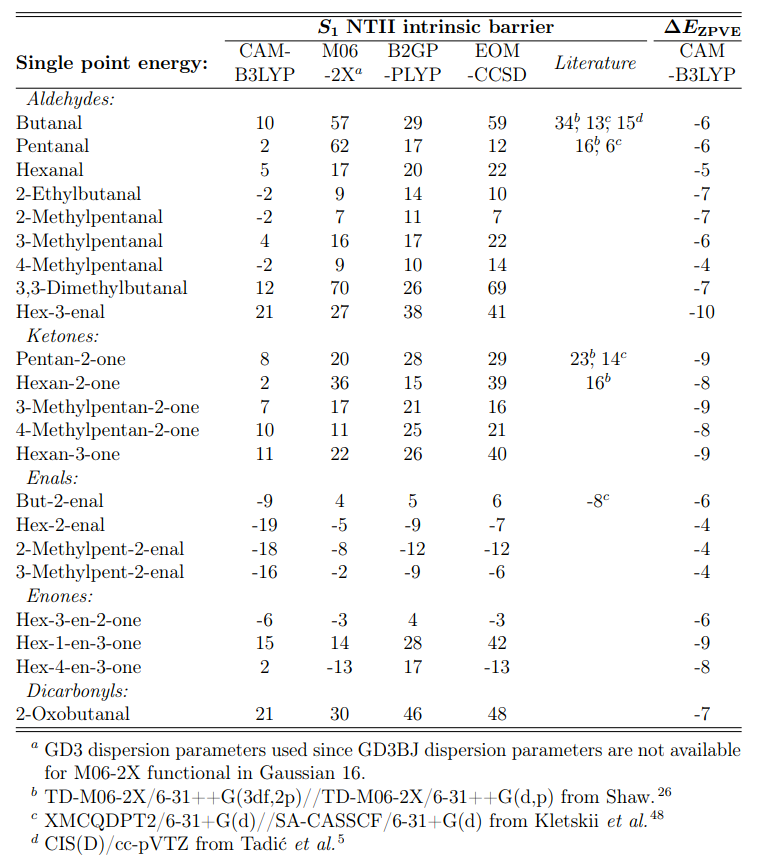 S1 NTII intrinsic barrier ΔE_ZPVE
Single point energy: CAM-B3LYP M06-2X^a B2GP-PLYP EOM-CCSD Literature CAM-B3LYP
Aldehydes:
Butanal 10 57 29 59 34^b, 13^c, 15^d -6
Pentanal 2 62 17 12 16^b, 6^c -6
Hexanal 5 17 20 22 -5
2-Ethylbutanal -2 9 14 10 -7
2-Methylpentanal -2 7 11 7 -7
3-Methylpentanal 4 16 17 22 -6
4-Methylpentanal -2 9 10 14 -4
3,3-Dimethylbutanal 12 70 26 69 -7
Hex-3-enal 21 27 38 41 -10
Ketones:
Pentan-2-one 8 20 28 29 23^b, 14^c -9
Hexan-2-one 2 36 15 39 16^b -8
3-Methylpentan-2-one 7 17 21 16 -9
4-Methylpentan-2-one 10 11 25 21 -8
Hexan-3-one 11 22 26 40 -9
Enals:
But-2-enal -9 4 5 6 -8^c -6
Hex-2-enal -19 -5 -9 -7 -4
2-Methylpent-2-enal -18 -8 -12 -12 -4
3-Methylpent-2-enal -16 -2 -9 -6 -4
Enones:
Hex-3-en-2-one -6 -3 4 -3 -6
Hex-1-en-3-one 15 14 28 42 -9
Hex-4-en-3-one 2 -13 17 -13 -8
Dicarbonyls:
2-Oxobutanal 21 30 46 48 -7
^a GD3 dispersion parameters used since GD3BJ dispersion parameters are not available
for M06-2X functional in Gaussian 16.
^b TD-M06-2X/6-31++G(3df,2p)//TD-M06-2X/6-31++G(d,p) from Shaw.^26
^c XMCQDPT2/6-31+G(d)//SA-CASSCF/6-31+G(d) from Kletskii et al.^48
^d CIS(D)/cc-pVTZ from Tadić et al.^5